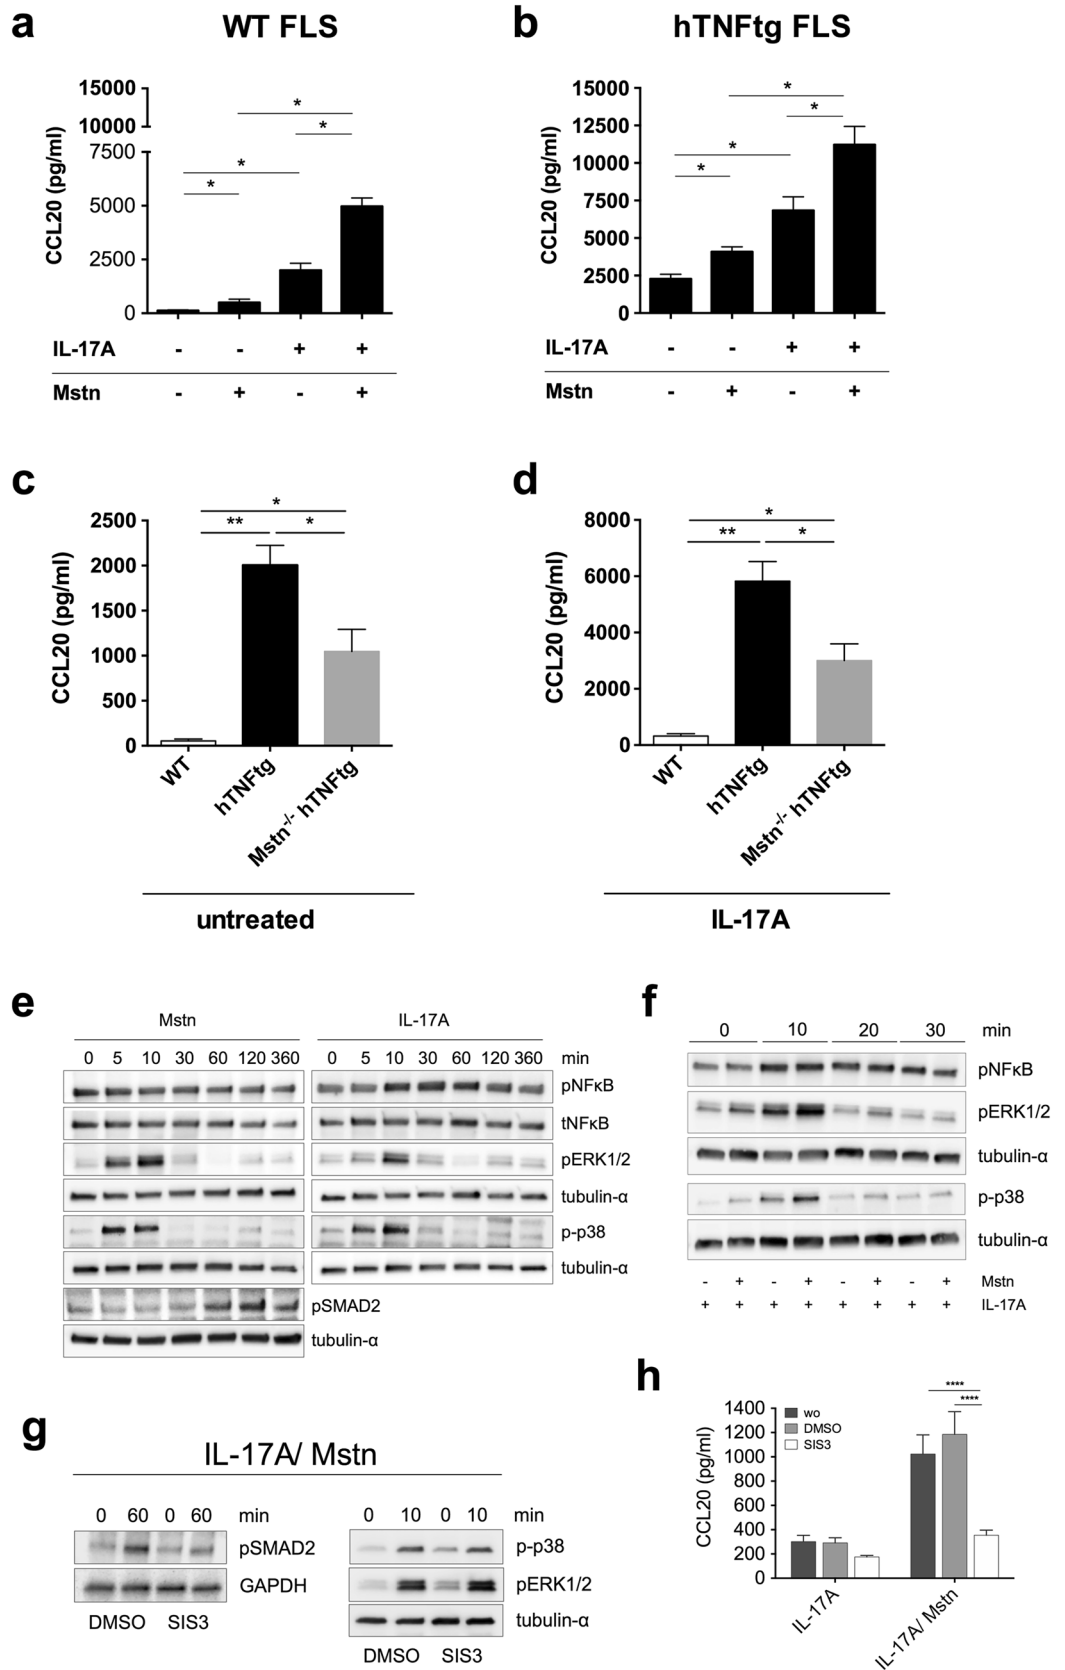 a
WT FLS
15000
10000
7500
5000
2500
0
CCL20 (pg/ml)
*
*
*
*
IL-17A - - + +
Mstn - + - +
b
hTNFtg FLS
15000
12500
10000
7500
5000
2500
0
CCL20 (pg/ml)
*
*
*
*
IL-17A - - + +
Mstn - + - +
c
2500
2000
1500
1000
500
0
CCL20 (pg/ml)
*
** *
WT
hTNFtg
Mstn-/- hTNFtg
untreated
d
8000
6000
4000
2000
0
CCL20 (pg/ml)
*
** *
WT
hTNFtg
Mstn-/- hTNFtg
IL-17A
e
Mstn IL-17A
0 5 10 30 60 120 360 0 5 10 30 60 120 360 min
pNFκB
tNFκB
pERK1/2
tubulin-α
p-p38
tubulin-α
pSMAD2
tubulin-α
f
0 10 20 30 min
pNFκB
pERK1/2
tubulin-α
p-p38
tubulin-α
- + - + - + - + Mstn
+ + + + + + + + IL-17A
g
IL-17A/ Mstn
0 60 0 60 min
pSMAD2
GAPDH
DMSO SIS3
0 10 0 10 min
p-p38
pERK1/2
tubulin-α
DMSO SIS3
h
1400
1200
1000
800
600
400
200
0
CCL20 (pg/ml)
wo
DMSO
SIS3
****
****
IL-17A
IL-17A/ Mstn